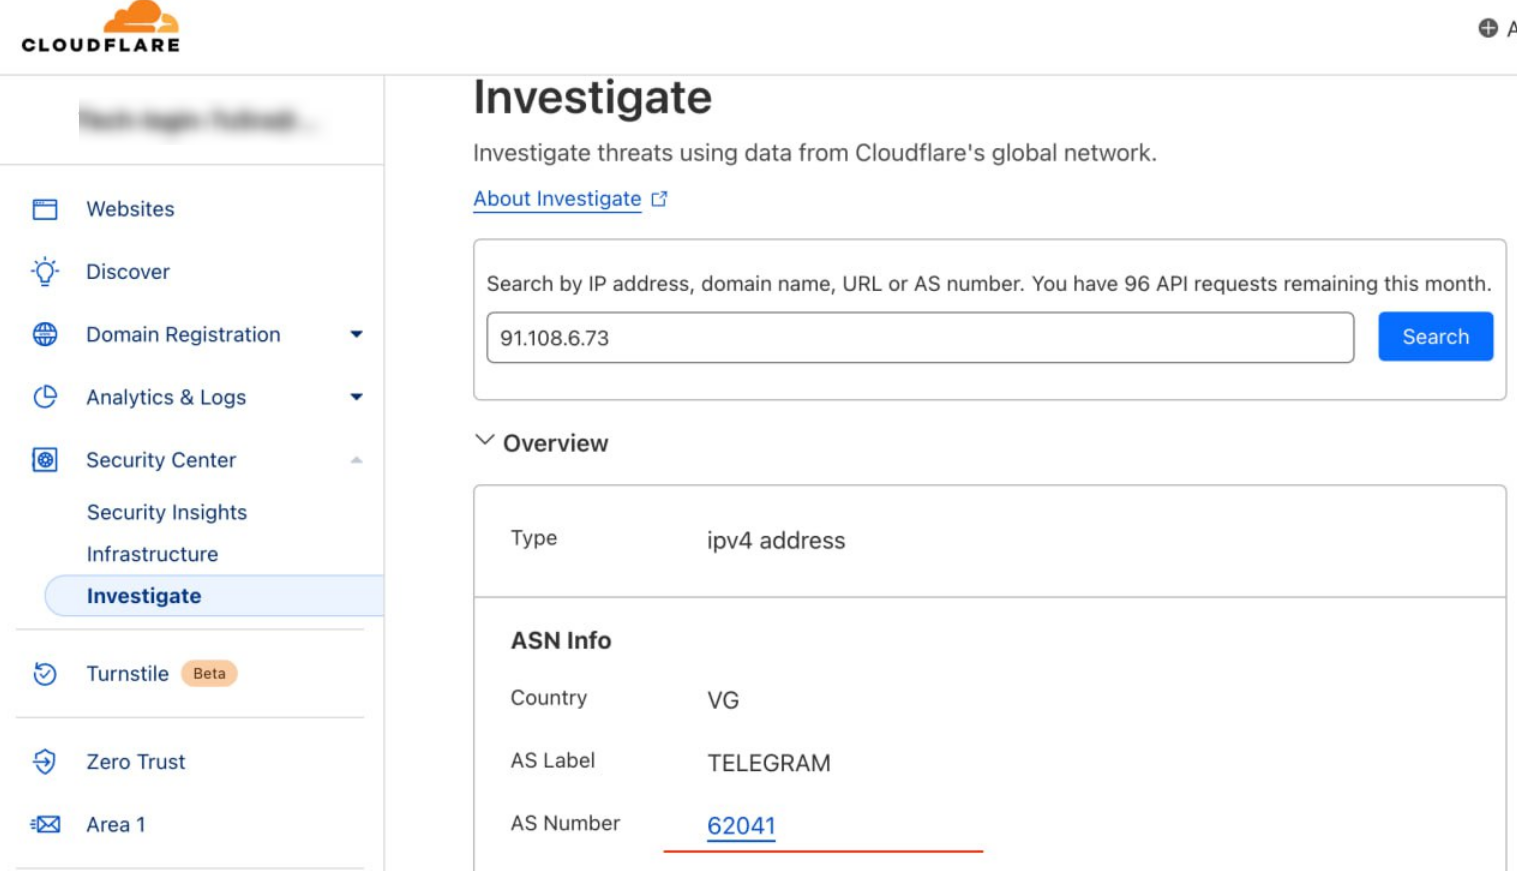 CLOUDFLARE
Websites
Discover
Domain Registration
Analytics & Logs
Security Center
Security Insights
Infrastructure
Investigate
Turnstile Beta
Zero Trust
Area 1
A
Investigate
Investigate threats using data from Cloudflare's global network.
About Investigate
Search by IP address, domain name, URL or AS number. You have 96 API requests remaining this month.
91.108.6.73
Search
Overview
Type ipv4 address
ASN Info
Country VG
AS Label TELEGRAM
AS Number 62041